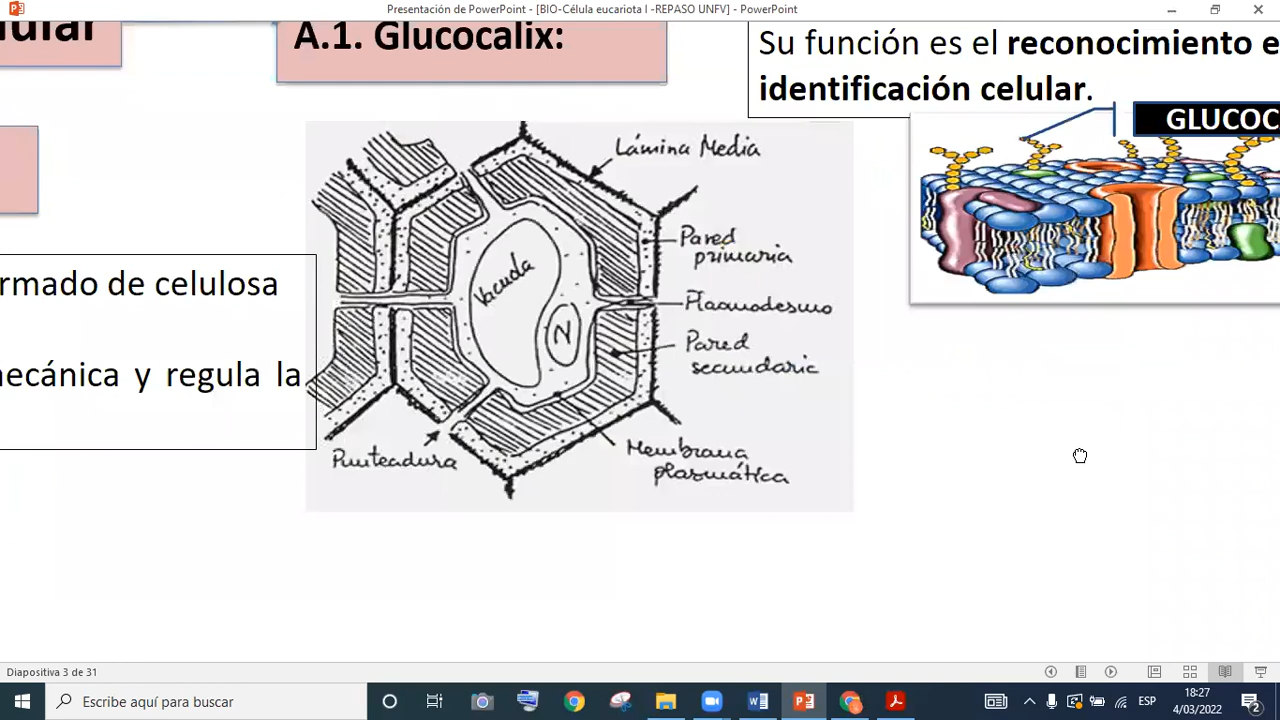 Presentación de PowerPoint - [BIO-Célula eucariota I -REPASO UNFV] - PowerPoint
lular
A.1. Glucocalix:
Su función es el reconocimiento e
identificación celular.
GLUCOC
rmado de celulosa
necánica y regula la
Lámina Media
Pared
primaria
Plasmodesmo
Pared
secundaria
Membrana
plasmática
Punteadura
Vacuola
N
Diapositiva 3 de 31
Escribe aquí para buscar
ESP
18:27
4/03/2022
2